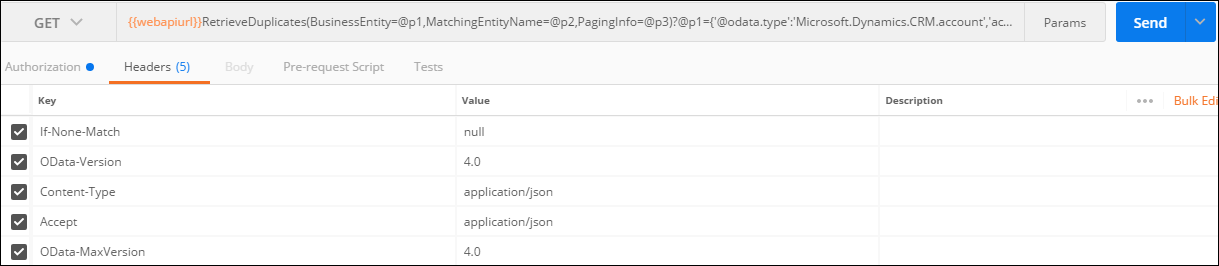 GET {{webapiurl}}RetrieveDuplicates(BusinessEntity=@p1,MatchingEntityName=@p2,PagingInfo=@p3)?@p1={'@odata.type':'Microsoft.Dynamics.CRM.account','ac... Params Send
Authorization Headers (5) Body Pre-request Script Tests
Key Value Description ••• Bulk Edi
If-None-Match null
OData-Version 4.0
Content-Type application/json
Accept application/json
OData-MaxVersion 4.0